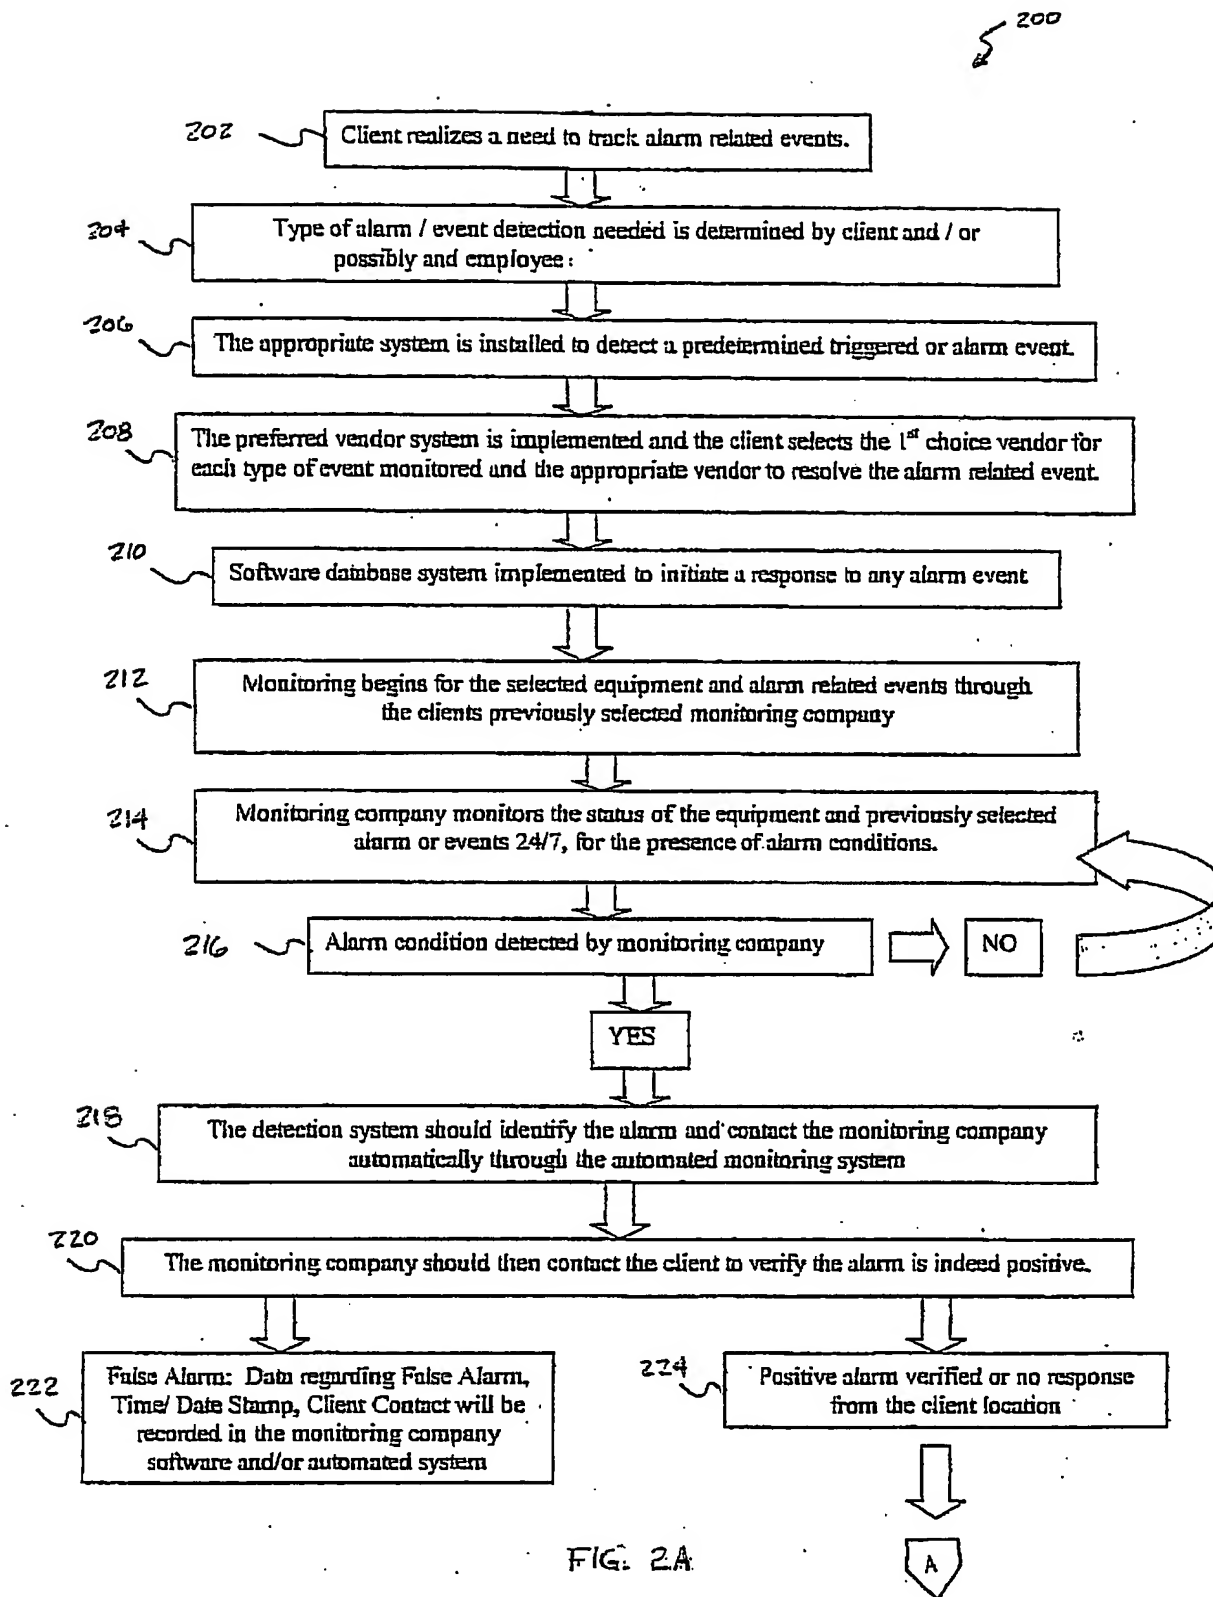 200
202
Client realizes a need to track alarm related events.
204
Type of alarm / event detection needed is determined by client and / or
possibly and employee:
206
The appropriate system is installed to detect a predetermined triggered or alarm event.
208
The preferred vendor system is implemented and the client selects the 1st choice vendor for
each type of event monitored and the appropriate vendor to resolve the alarm related event.
210
Software database system implemented to initiate a response to any alarm event
212
Monitoring begins for the selected equipment and alarm related events through
the clients previously selected monitoring company
214
Monitoring company monitors the status of the equipment and previously selected
alarm or events 24/7, for the presence of alarm conditions.
216
Alarm condition detected by monitoring company
NO
YES
218
The detection system should identify the alarm and contact the monitoring company
automatically through the automated monitoring system
220
The monitoring company should then contact the client to verify the alarm is indeed positive.
222
False Alarm: Data regarding False Alarm,
Time/ Date Stamp, Client Contact will be
recorded in the monitoring company
software and/or automated system
224
Positive alarm verified or no response
from the client location
FIG. 2A
A